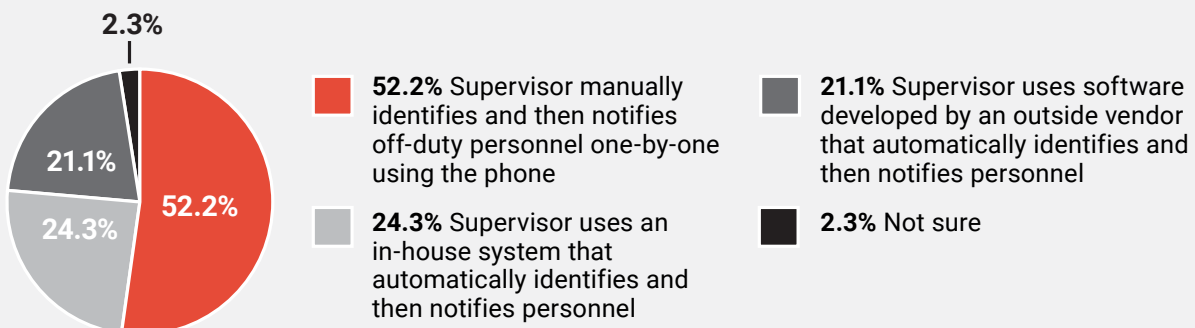 2.3%
21.1%
52.2%
24.3%
52.2% Supervisor manually
identifies and then notifies
off-duty personnel one-by-one
using the phone
24.3% Supervisor uses an
in-house system that
automatically identifies and
then notifies personnel
21.1% Supervisor uses software
developed by an outside vendor
that automatically identifies and
then notifies personnel
2.3% Not sure